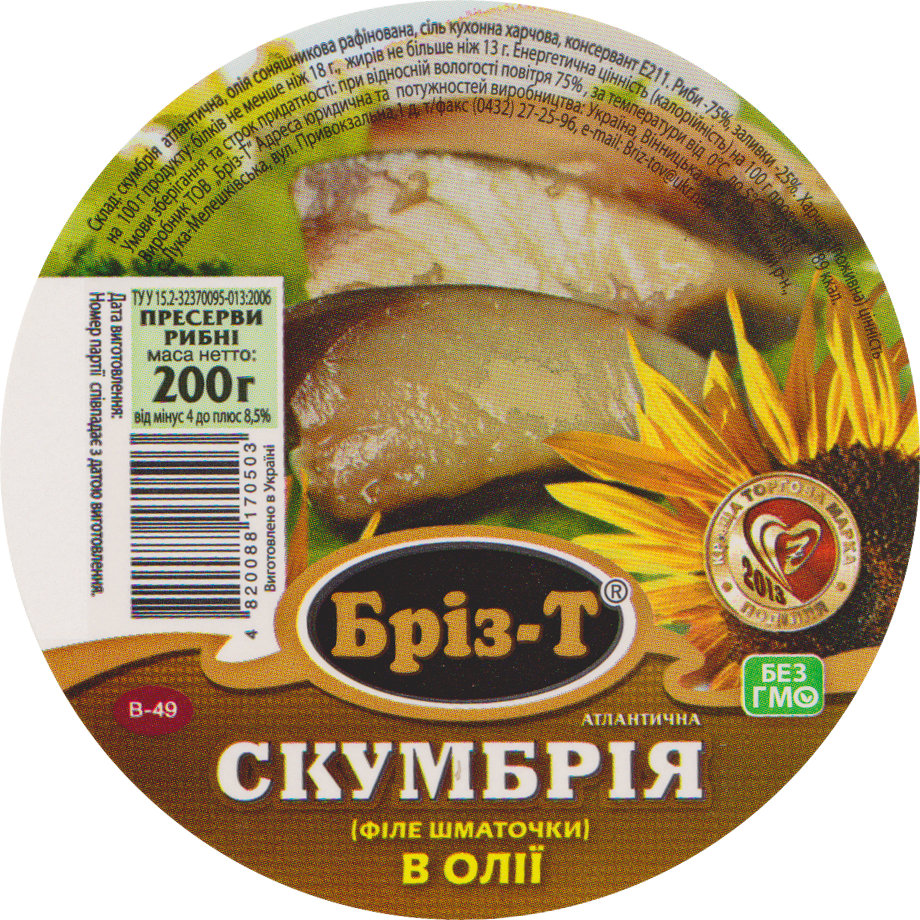 Склад: скумбрія атлантична, олія соняшникова рафінована, сіль кухонна харчова, консервант Е211. Риби -75%, заливки -25%. Харчова (поживна) цінність
на 100 г продукту: білків не менше ніж 18 г., жирів не більше ніж 13 г. Енергетична цінність (калорійність) на 100 г продукту: 189 ккал.
Умови зберігання та строк придатності: при відносній вологості повітря 75%, за температури від 0°С до
Виробник ТОВ „Бріз-Т" Адреса юридична та потужностей виробництва: Україна, Вінницька
с. Лука-Мелешківська, вул. Привокзальна, 1 д, т/факс (0432) 27-25-96, e-mail: Briz-tov@ukr
Дата виготовлення:
Номер партії співпадає з датою виготовлення.
ТУ У 15.2-32370095-013:2006
ПРЕСЕРВИ
РИБНІ
маса нетто:
200 г
від мінус 4 до плюс 8,5%
4 820088 170503
Виготовлено в Україні
КРАЩА ТОРГОВА МАРКА
2013
Бріз-Т®
БЕЗ
ГМО
В-49
АТЛАНТИЧНА
СКУМБРІЯ
(ФІЛЕ ШМАТОЧКИ)
В ОЛІЇ